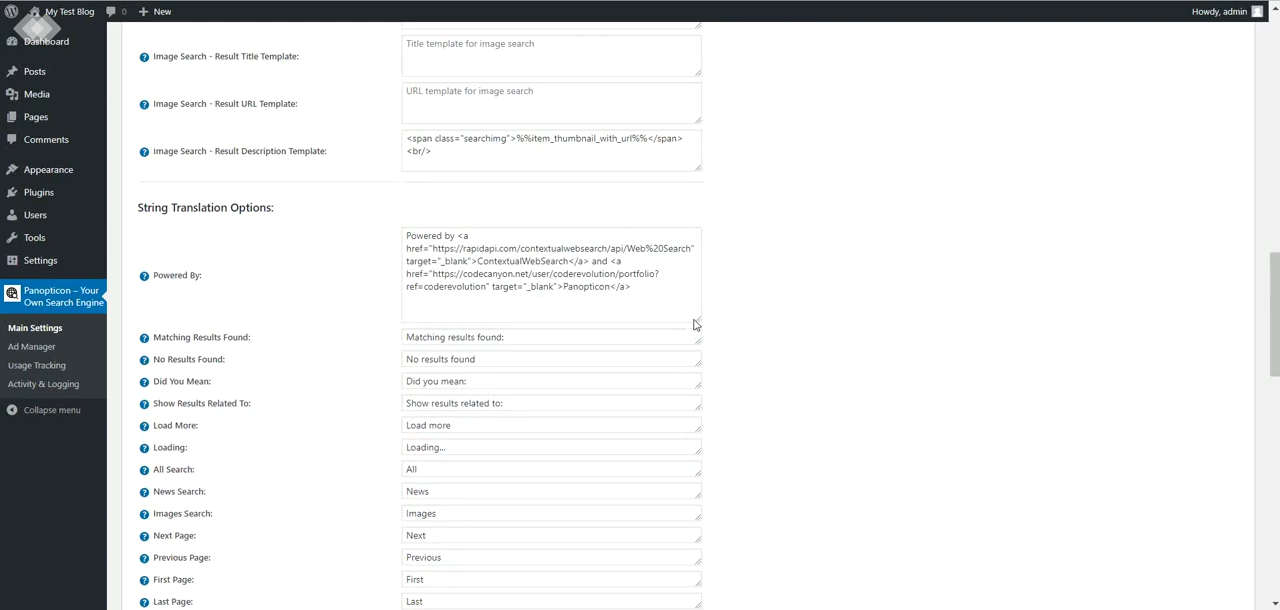 My Test Blog 0 New Howdy, admin
Dashboard
Posts
Media
Pages
Comments
Appearance
Plugins
Users
Tools
Settings
Panopticon – Your
Own Search Engine
Main Settings
Ad Manager
Usage Tracking
Activity & Logging
Collapse menu
Image Search - Result Title Template:
Title template for image search
Image Search - Result URL Template:
URL template for image search
Image Search - Result Description Template:
<span class="searchimg">%%item_thumbnail_with_url%%</span>
<br/>
String Translation Options:
Powered By:
Powered by <a
href="https://rapidapi.com/contextualwebsearch/api/Web%20Search"
target="_blank">ContextualWebSearch</a> and <a
href="https://codecanyon.net/user/coderevolution/portfolio?
ref=coderevolution" target="_blank">Panopticon</a>
Matching Results Found: Matching results found:
No Results Found: No results found
Did You Mean: Did you mean:
Show Results Related To: Show results related to:
Load More: Load more
Loading: Loading...
All Search: All
News Search: News
Images Search: Images
Next Page: Next
Previous Page: Previous
First Page: First
Last Page: Last